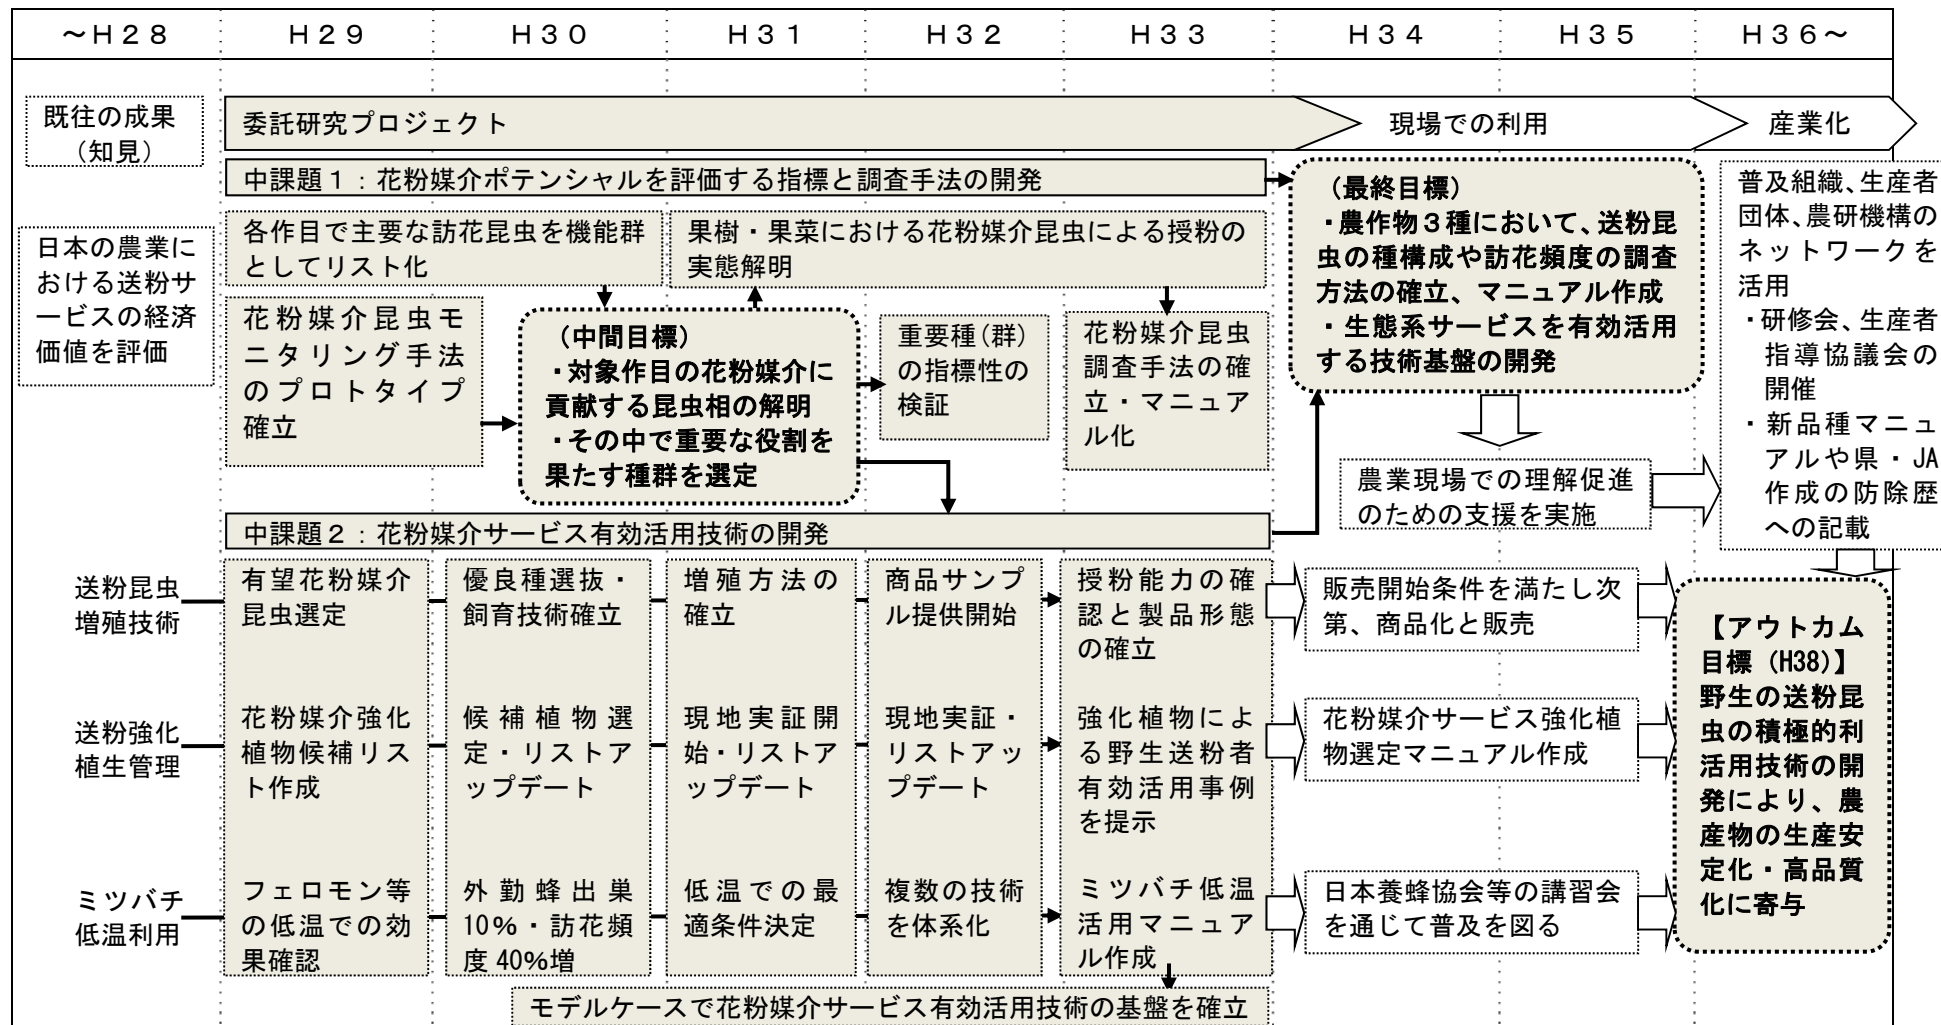 ～Ｈ２８
Ｈ２９
Ｈ３０
Ｈ３１
Ｈ３２
Ｈ３３
Ｈ３４
Ｈ３５
Ｈ３６～
既往の成果
（知見）
委託研究プロジェクト
現場での利用
産業化
中課題１：花粉媒介ポテンシャルを評価する指標と調査手法の開発
日本の農業に
おける送粉サ
ービスの経済
価値を評価
各作目で主要な訪花昆虫を機能群
としてリスト化
果樹・果菜における花粉媒介昆虫による授粉の
実態解明
花粉媒介昆虫モ
ニタリング手法
のプロトタイプ
確立
（中間目標）
・対象作目の花粉媒介に
貢献する昆虫相の解明
・その中で重要な役割を
果たす種群を選定
重要種（群）
の指標性の
検証
花粉媒介昆虫
調査手法の確
立・マニュア
ル化
（最終目標）
・農作物３種において、送粉昆
虫の種構成や訪花頻度の調査
方法の確立、マニュアル作成
・生態系サービスを有効活用
する技術基盤の開発
農業現場での理解促進
のための支援を実施
普及組織、生産者
団体、農研機構の
ネットワークを
活用
・研修会、生産者
指導協議会の
開催
・新品種マニュ
アルや県・JA
作成の防除歴
への記載
中課題２：花粉媒介サービス有効活用技術の開発
送粉昆虫
増殖技術
有望花粉媒介
昆虫選定
優良種選抜・
飼育技術確立
増殖方法の
確立
商品サンプ
ル提供開始
授粉能力の確
認と製品形態
の確立
販売開始条件を満たし次
第、商品化と販売
送粉強化
植生管理
花粉媒介強化
植物候補リス
ト作成
候補植物選
定・リストア
ップデート
現地実証開
始・リストア
ップデート
現地実証・
リストアッ
プデート
強化植物によ
る野生送粉者
有効活用事例
を提示
花粉媒介サービス強化植
物選定マニュアル作成
ミツバチ
低温利用
フェロモン等
の低温での効
果確認
外勤蜂出巣
10％・訪花頻
度 40％増
低温での最
適条件決定
複数の技術
を体系化
ミツバチ低温
活用マニュア
ル作成
日本養蜂協会等の講習会
を通じて普及を図る
【アウトカム
目標（H38）】
野生の送粉昆
虫の積極的利
活用技術の開
発により、農
産物の生産安
定化・高品質
化に寄与
モデルケースで花粉媒介サービス有効活用技術の基盤を確立